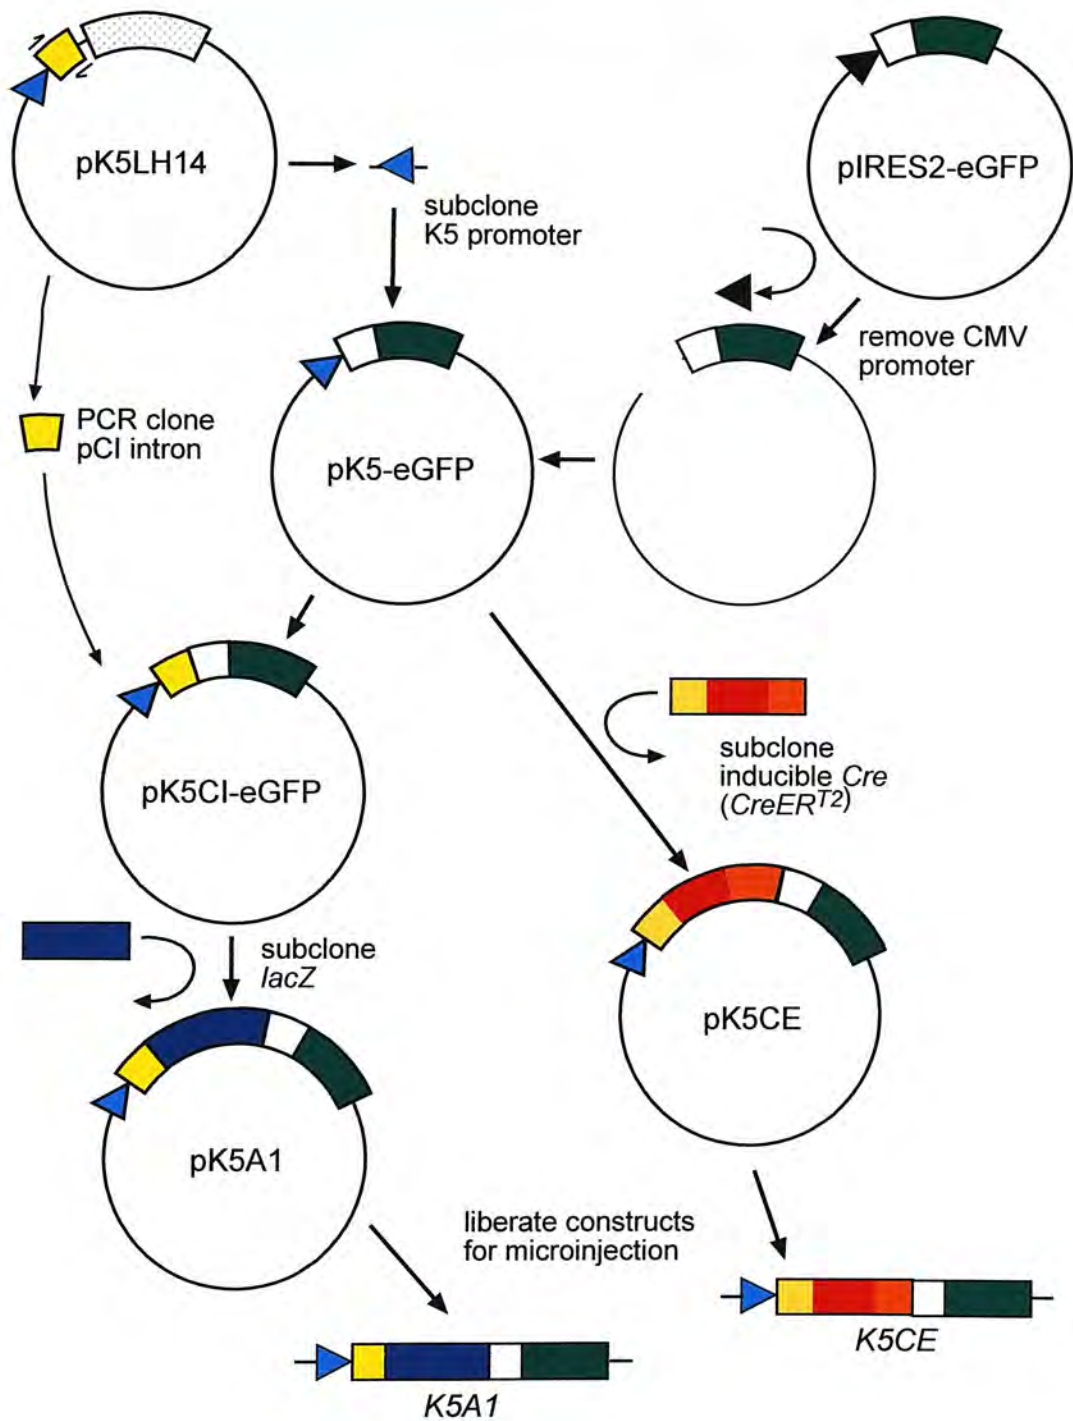 pK5LH14
pIRES2-eGFP
subclone
K5 promoter
remove CMV
promoter
PCR clone
pCI intron
pK5-eGFP
subclone
inducible Cre
(CreERT2)
pK5CI-eGFP
subclone
lacZ
pK5CE
pK5A1
liberate constructs
for microinjection
K5CE
K5A1